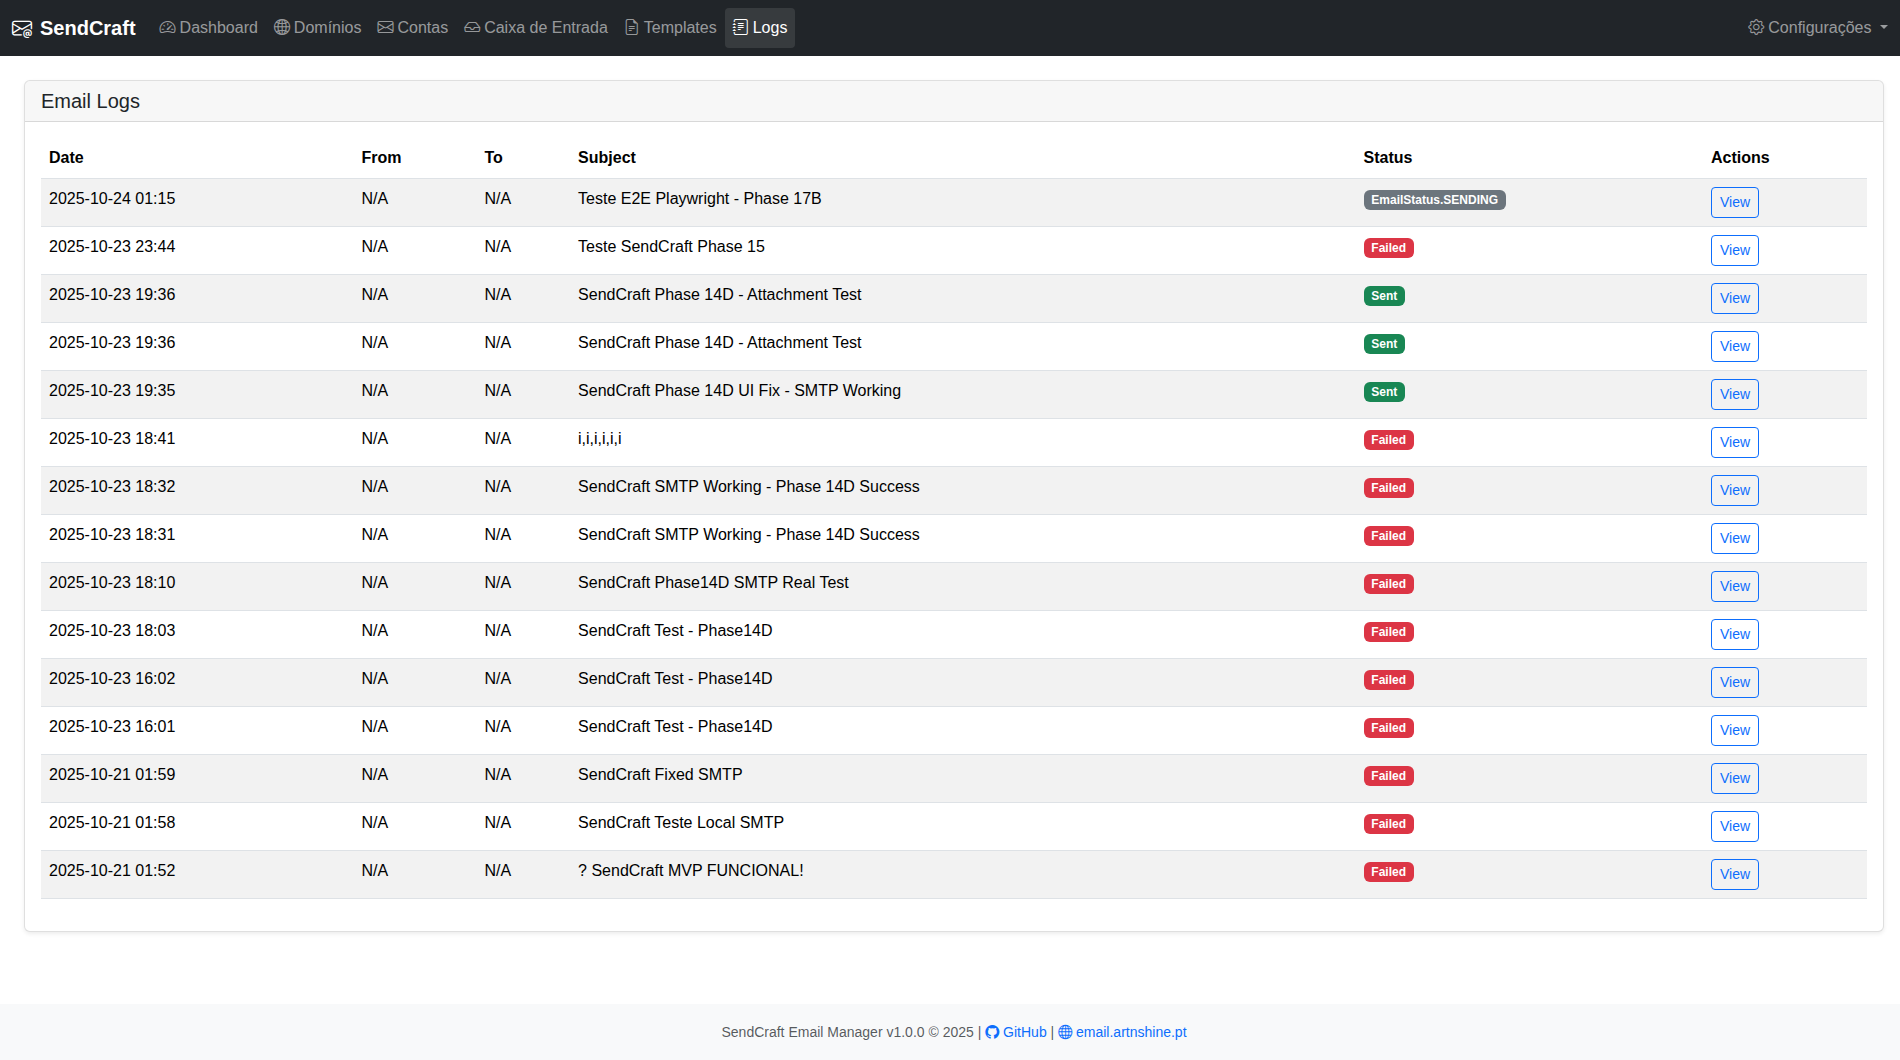 SendCraft Dashboard Domínios Contas Caixa de Entrada Templates Logs Configurações
Email Logs
Date From To Subject Status Actions
2025-10-24 01:15 N/A N/A Teste E2E Playwright - Phase 17B EmailStatus.SENDING View
2025-10-23 23:44 N/A N/A Teste SendCraft Phase 15 Failed View
2025-10-23 19:36 N/A N/A SendCraft Phase 14D - Attachment Test Sent View
2025-10-23 19:36 N/A N/A SendCraft Phase 14D - Attachment Test Sent View
2025-10-23 19:35 N/A N/A SendCraft Phase 14D UI Fix - SMTP Working Sent View
2025-10-23 18:41 N/A N/A i,i,i,i,i,i Failed View
2025-10-23 18:32 N/A N/A SendCraft SMTP Working - Phase 14D Success Failed View
2025-10-23 18:31 N/A N/A SendCraft SMTP Working - Phase 14D Success Failed View
2025-10-23 18:10 N/A N/A SendCraft Phase14D SMTP Real Test Failed View
2025-10-23 18:03 N/A N/A SendCraft Test - Phase14D Failed View
2025-10-23 16:02 N/A N/A SendCraft Test - Phase14D Failed View
2025-10-23 16:01 N/A N/A SendCraft Test - Phase14D Failed View
2025-10-21 01:59 N/A N/A SendCraft Fixed SMTP Failed View
2025-10-21 01:58 N/A N/A SendCraft Teste Local SMTP Failed View
2025-10-21 01:52 N/A N/A ? SendCraft MVP FUNCIONAL! Failed View
SendCraft Email Manager v1.0.0 © 2025 | GitHub | email.artnshine.pt